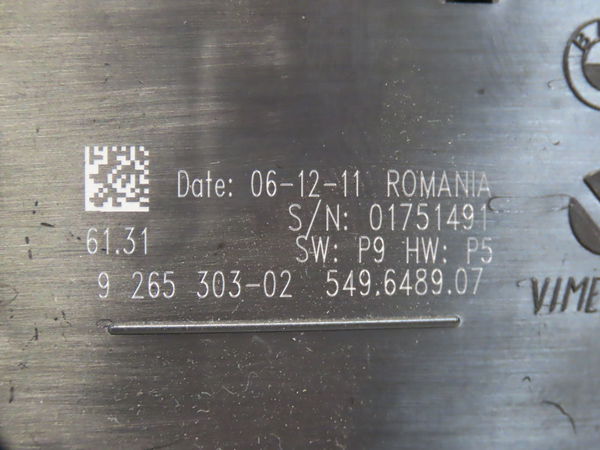 Date: 06-12-11 ROMANIA
S/N: 01751491
61.31
SW: P9 HW: P5
9 265 303-02 549.6489.07